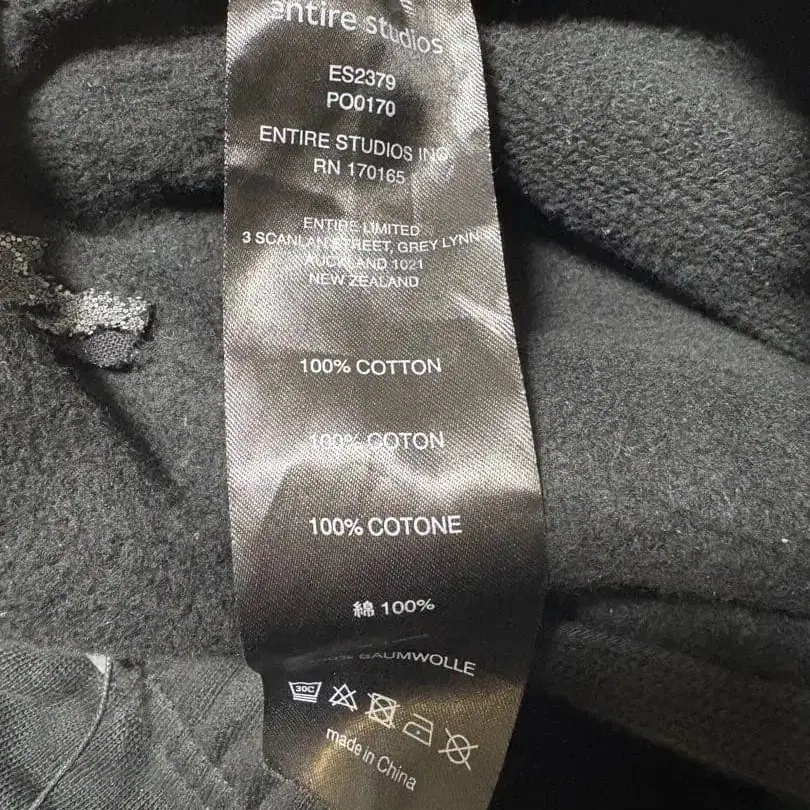 entire studios
ES2379
PO0170
ENTIRE STUDIOS INC.
RN 170165
ENTIRE LIMITED
3 SCANLAN STREET, GREY LYNN
AUCKLAND 1021
NEW ZEALAND
100% COTTON
100% COTON
100% COTONE
綿 100%
BAUMWOLLE
30C
made in China